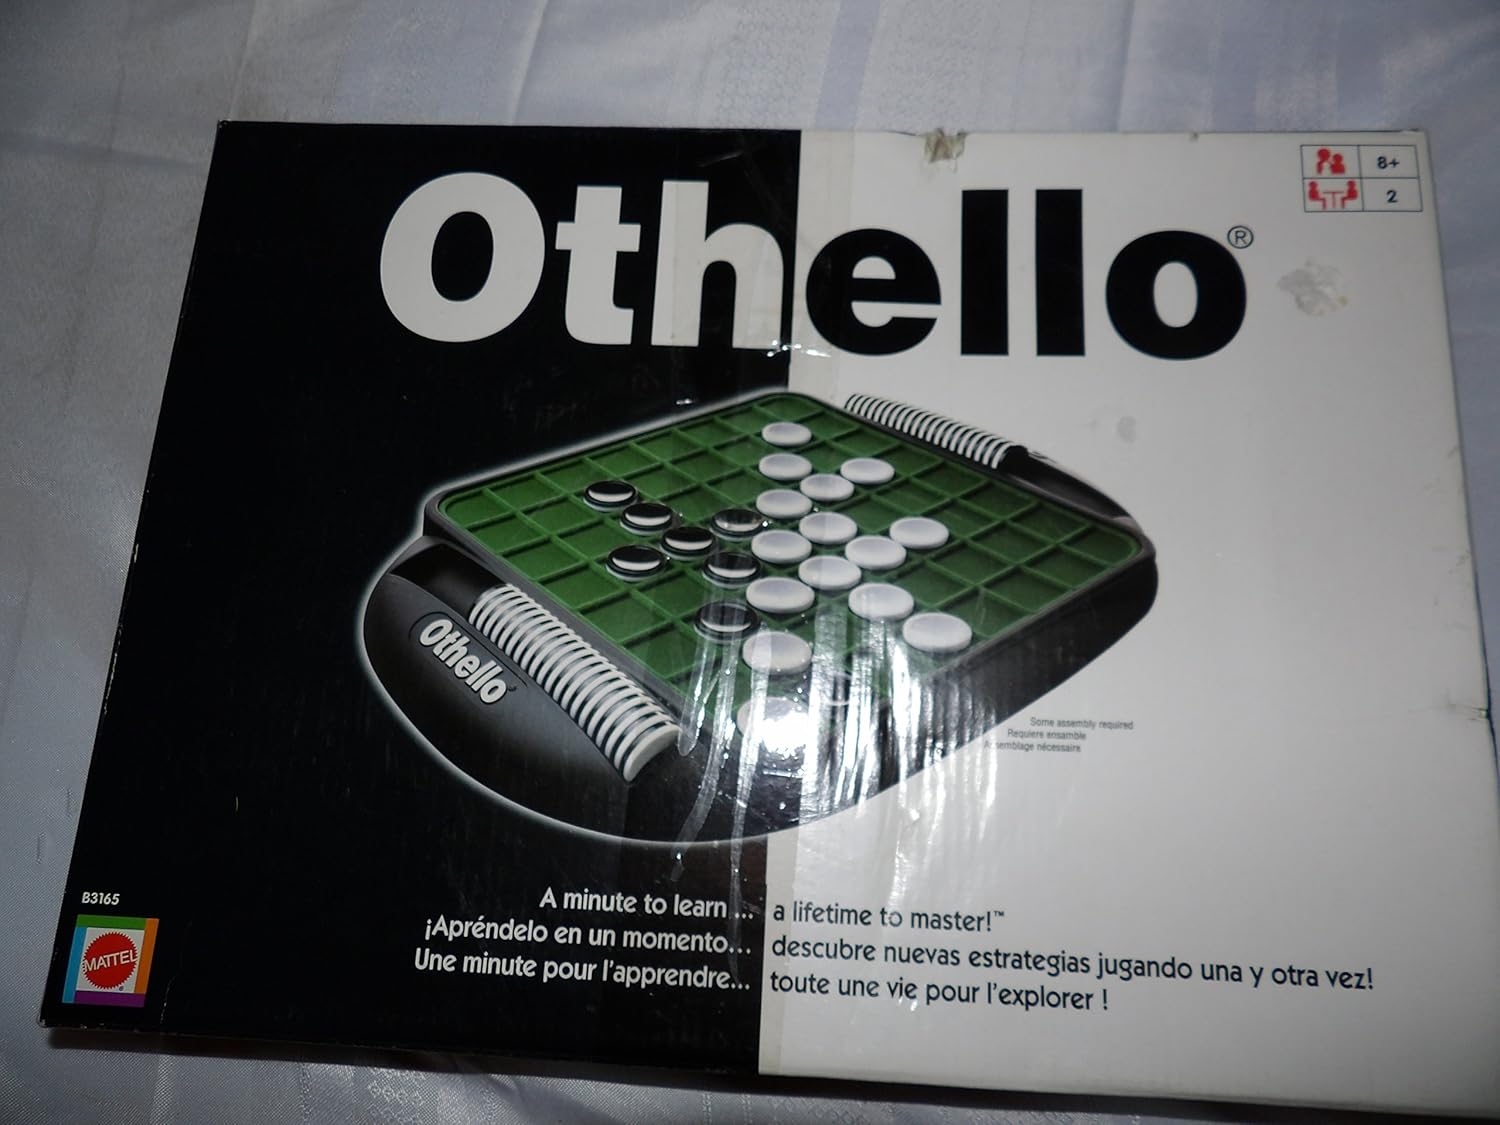 Othello®
8+
2
Othello
Some assembly required
Requiere ensamble
Assemblage nécessaire
B3165
MATTEL
A minute to learn... a lifetime to master!™
¡Apréndelo en un momento... descubre nuevas estrategias jugando una y otra vez!
Une minute pour l'apprendre... toute une vie pour l'explorer !